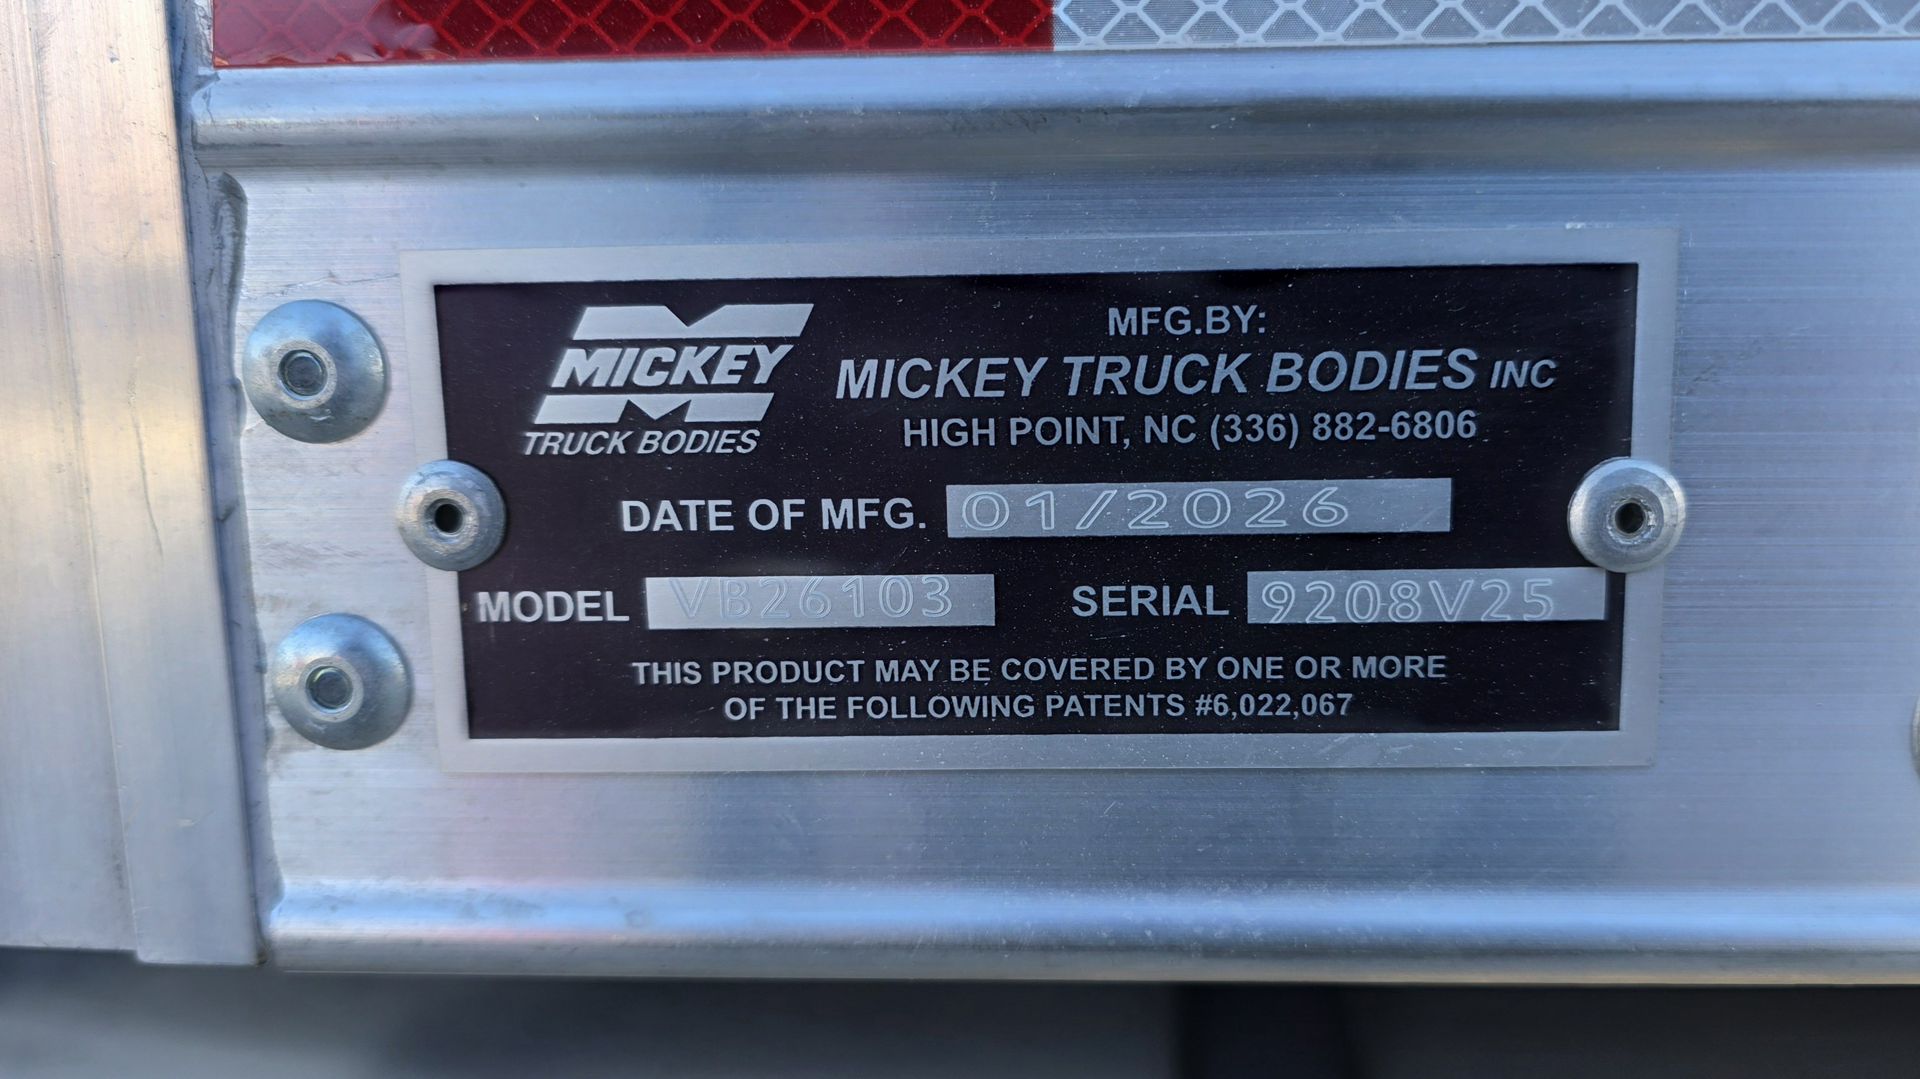 MICKEY
TRUCK BODIES
MFG.BY:
MICKEY TRUCK BODIES INC
HIGH POINT, NC (336) 882-6806
DATE OF MFG. 01/2026
MODEL VB26103 SERIAL 9208V25
THIS PRODUCT MAY BE COVERED BY ONE OR MORE
OF THE FOLLOWING PATENTS #6,022,067